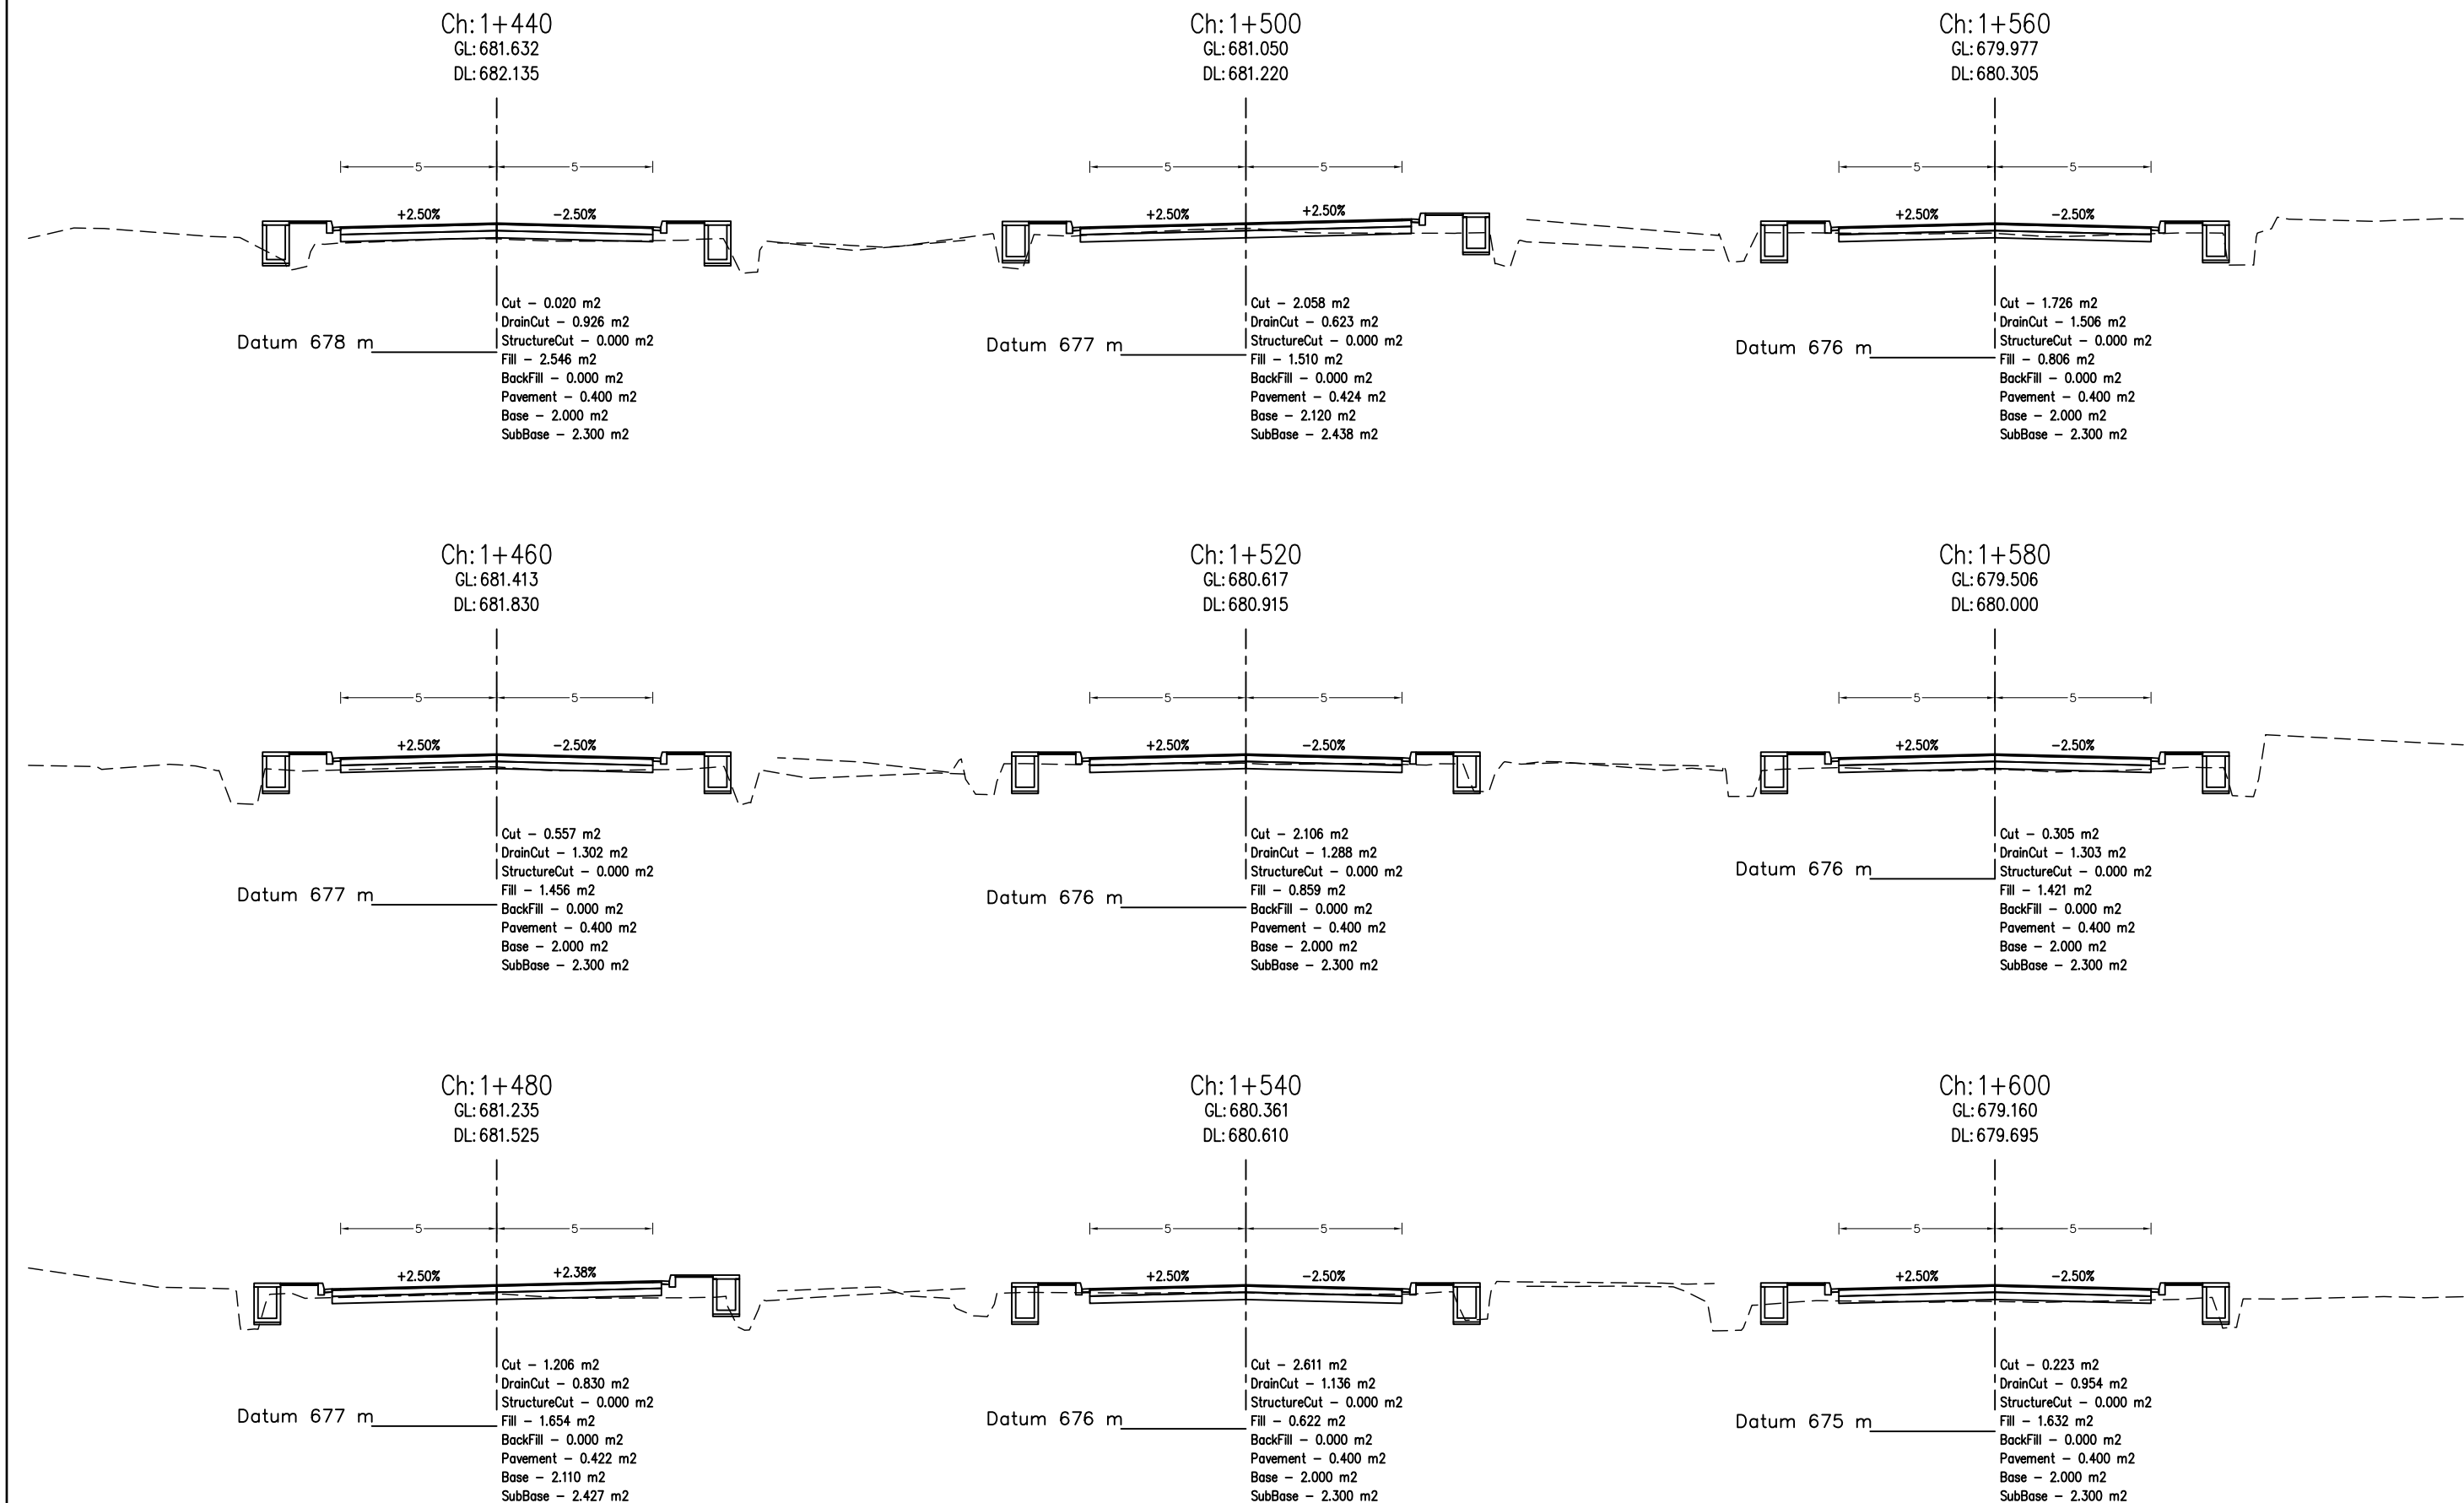 Ch:1+440
GL:681.632
DL:682.135
5 5
+2.50% -2.50%
Cut - 0.020 m2
DrainCut - 0.926 m2
StructureCut - 0.000 m2
Datum 678 m
Fill - 2.546 m2
BackFill - 0.000 m2
Pavement - 0.400 m2
Base - 2.000 m2
SubBase - 2.300 m2
Ch:1+460
GL:681.413
DL:681.830
5 5
+2.50% -2.50%
Cut - 0.557 m2
DrainCut - 1.302 m2
StructureCut - 0.000 m2
Datum 677 m
Fill - 1.456 m2
BackFill - 0.000 m2
Pavement - 0.400 m2
Base - 2.000 m2
SubBase - 2.300 m2
Ch:1+480
GL:681.235
DL:681.525
5 5
+2.50% +2.38%
Cut - 1.206 m2
DrainCut - 0.830 m2
StructureCut - 0.000 m2
Datum 677 m
Fill - 1.654 m2
BackFill - 0.000 m2
Pavement - 0.422 m2
Base - 2.110 m2
SubBase - 2.427 m2
Ch:1+500
GL:681.050
DL:681.220
5 5
+2.50% +2.50%
Cut - 2.058 m2
DrainCut - 0.623 m2
StructureCut - 0.000 m2
Datum 677 m
Fill - 1.510 m2
BackFill - 0.000 m2
Pavement - 0.424 m2
Base - 2.120 m2
SubBase - 2.438 m2
Ch:1+520
GL:680.617
DL:680.915
5 5
+2.50% -2.50%
Cut - 2.106 m2
DrainCut - 1.288 m2
StructureCut - 0.000 m2
Datum 676 m
Fill - 0.859 m2
BackFill - 0.000 m2
Pavement - 0.400 m2
Base - 2.000 m2
SubBase - 2.300 m2
Ch:1+540
GL:680.361
DL:680.610
5 5
+2.50% -2.50%
Cut - 2.611 m2
DrainCut - 1.136 m2
StructureCut - 0.000 m2
Datum 676 m
Fill - 0.622 m2
BackFill - 0.000 m2
Pavement - 0.400 m2
Base - 2.000 m2
SubBase - 2.300 m2
Ch:1+560
GL:679.977
DL:680.305
5 5
+2.50% -2.50%
Cut - 1.726 m2
DrainCut - 1.506 m2
StructureCut - 0.000 m2
Datum 676 m
Fill - 0.806 m2
BackFill - 0.000 m2
Pavement - 0.400 m2
Base - 2.000 m2
SubBase - 2.300 m2
Ch:1+580
GL:679.506
DL:680.000
5 5
+2.50% -2.50%
Cut - 0.305 m2
DrainCut - 1.303 m2
StructureCut - 0.000 m2
Datum 676 m
Fill - 1.421 m2
BackFill - 0.000 m2
Pavement - 0.400 m2
Base - 2.000 m2
SubBase - 2.300 m2
Ch:1+600
GL:679.160
DL:679.695
5 5
+2.50% -2.50%
Cut - 0.223 m2
DrainCut - 0.954 m2
StructureCut - 0.000 m2
Datum 675 m
Fill - 1.632 m2
BackFill - 0.000 m2
Pavement - 0.400 m2
Base - 2.000 m2
SubBase - 2.300 m2